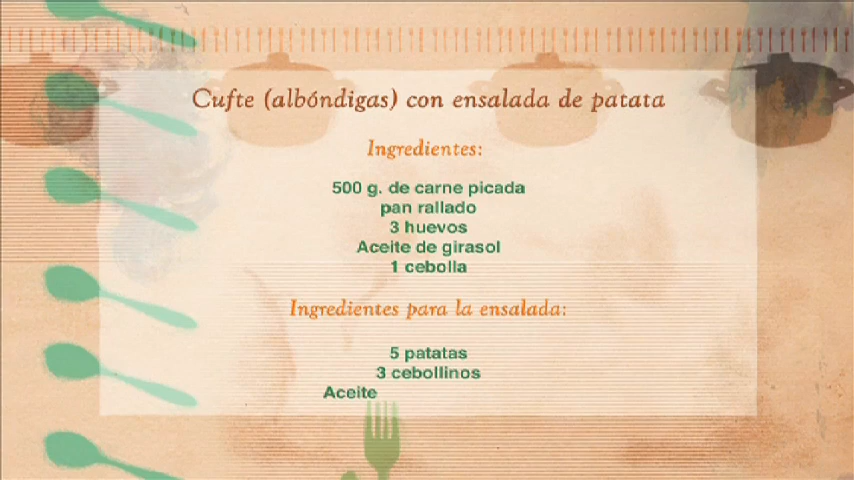 Cufte (albóndigas) con ensalada de patata
Ingredientes:
500 g. de carne picada
pan rallado
3 huevos
Aceite de girasol
1 cebolla
Ingredientes para la ensalada:
5 patatas
3 cebollinos
Aceite